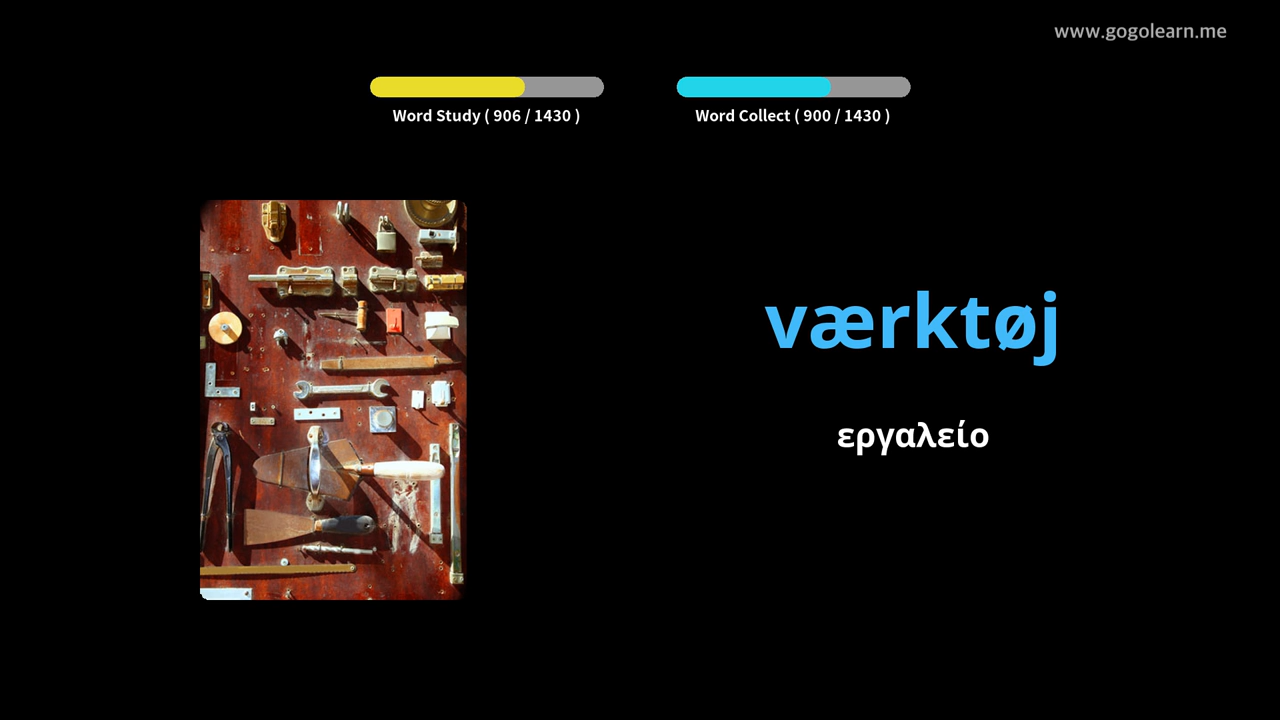 www.gogolearn.me
Word Study ( 906 / 1430 )
Word Collect ( 900 / 1430 )
værktøj
εργαλείο